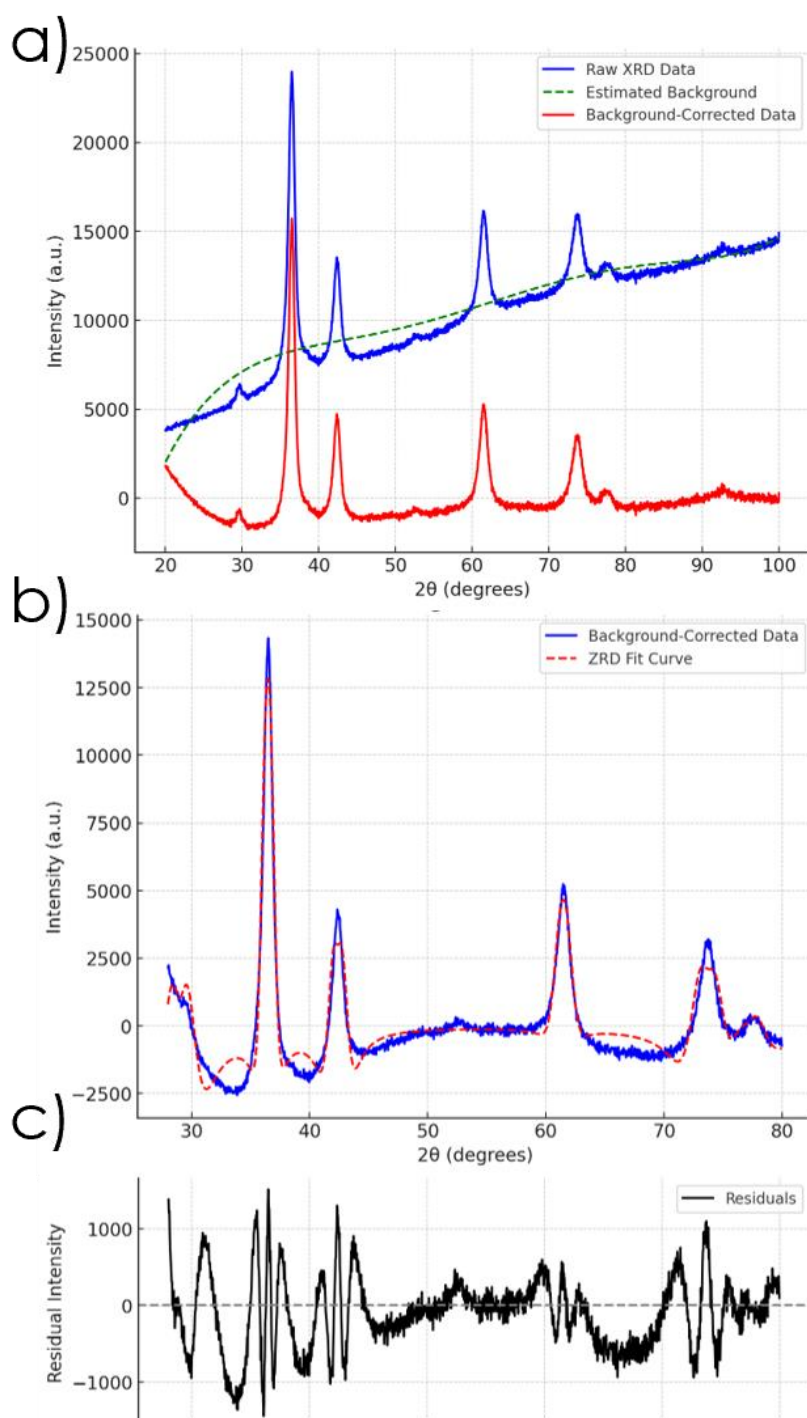 a)
25000
20000
15000
10000
5000
0
Intensity (a.u.)
Raw XRD Data
Estimated Background
Background-Corrected Data
20 30 40 50 60 70 80 90 100
2θ (degrees)
b)
15000
12500
10000
7500
5000
2500
0
−2500
Intensity (a.u.)
Background-Corrected Data
ZRD Fit Curve
30 40 50 60 70 80
2θ (degrees)
c)
1000
0
−1000
Residual Intensity
Residuals